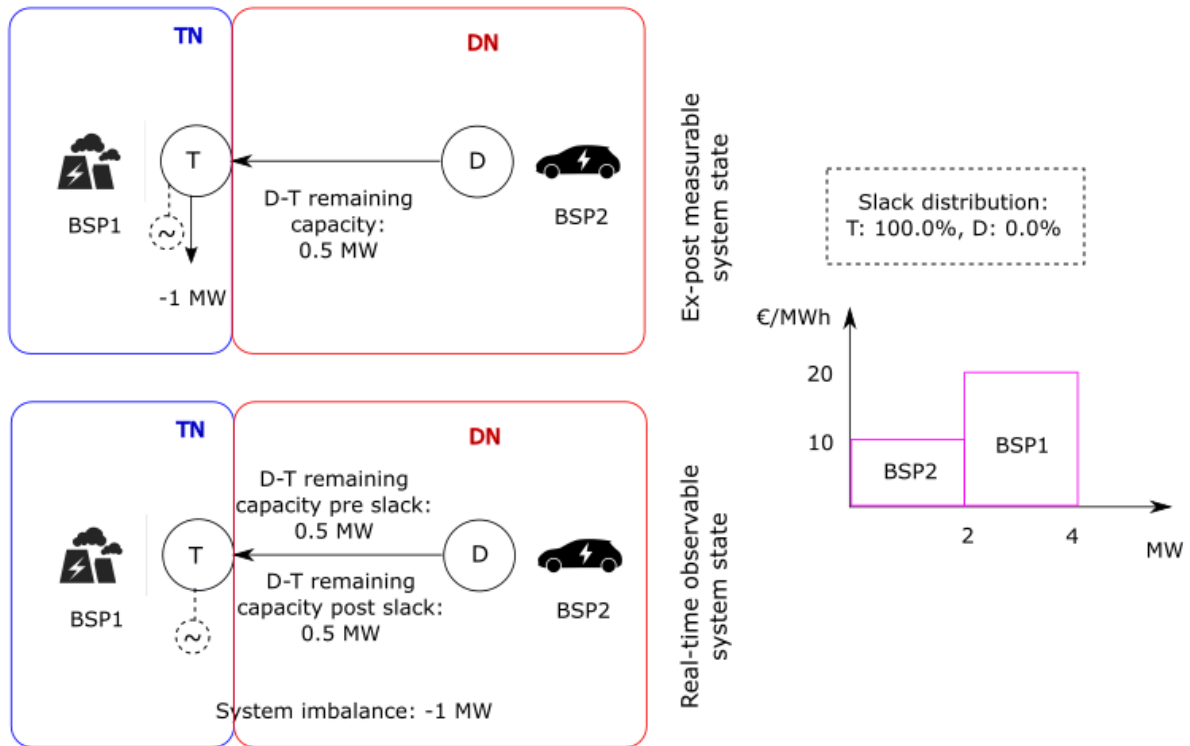 TN
DN
T
D
BSP1
~
-1 MW
D-T remaining
capacity:
0.5 MW
BSP2
Ex-post measurable
system state
Slack distribution:
T: 100.0%, D: 0.0%
€/MWh
20
10
BSP2
BSP1
2
4
MW
TN
DN
D-T remaining
capacity pre slack:
0.5 MW
T
D
D-T remaining
capacity post slack:
0.5 MW
BSP1
~
BSP2
System imbalance: -1 MW
Real-time observable
system state